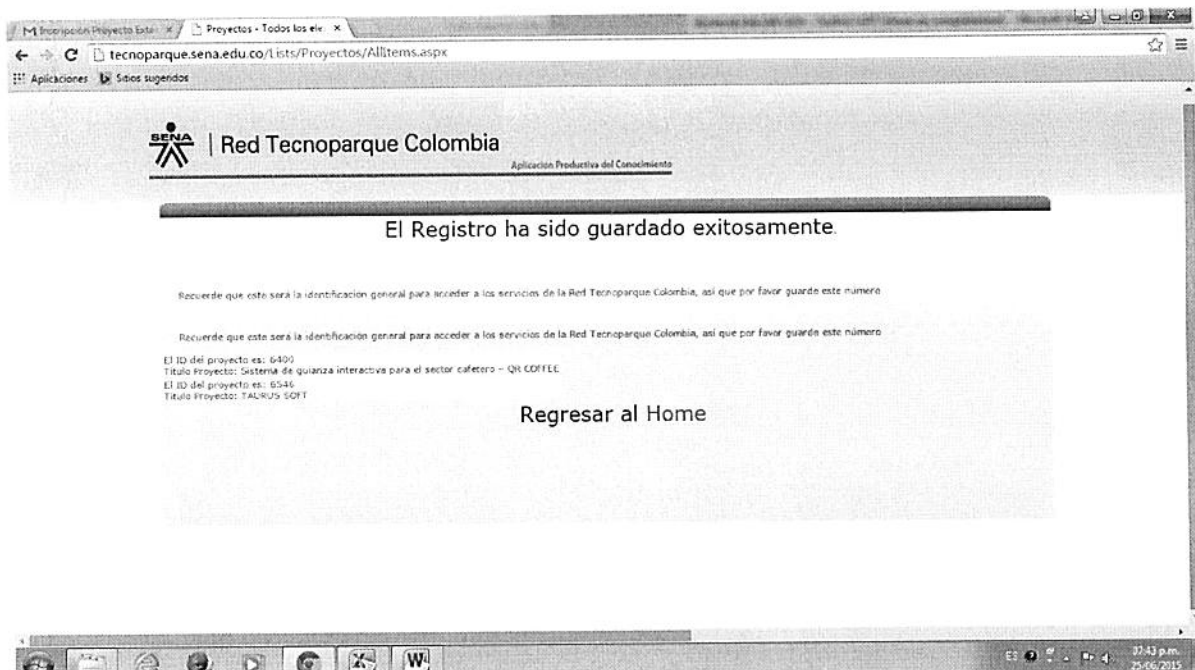 Inscripción Proyecto Exte
Proyectos - Todos los ele
tecnoparque.sena.edu.co/Lists/Proyectos/AllItems.aspx
Aplicaciones Sitios sugeridos
SENA
Red Tecnoparque Colombia
Aplicación Productiva del Conocimiento
El Registro ha sido guardado exitosamente.
Recuerde que este será la identificación general para acceder a los servicios de la Red Tecnoparque Colombia, así que por favor guarde este número
Recuerde que este será la identificación general para acceder a los servicios de la Red Tecnoparque Colombia, así que por favor guarde este número
El ID del proyecto es: 6400
Titulo Proyecto: Sistema de guianza interactiva para el sector cafetero – QR COFFEE
El ID del proyecto es: 6546
Titulo Proyecto: TAURUS SOFT
Regresar al Home
ES
25/06/2015